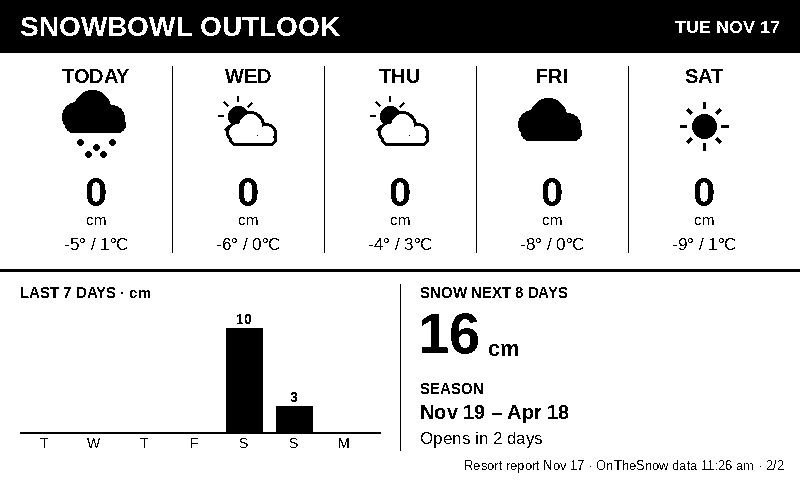 SNOWBOWL OUTLOOK TUE NOV 17
TODAY WED THU FRI SAT
0 0 0 0 0
cm cm cm cm cm
-5° / 1°C -6° / 0°C -4° / 3°C -8° / 0°C -9° / 1°C
LAST 7 DAYS · cm
10
3
T W T F S S M
SNOW NEXT 8 DAYS
16 cm
SEASON
Nov 19 – Apr 18
Opens in 2 days
Resort report Nov 17 · OnTheSnow data 11:26 am · 2/2